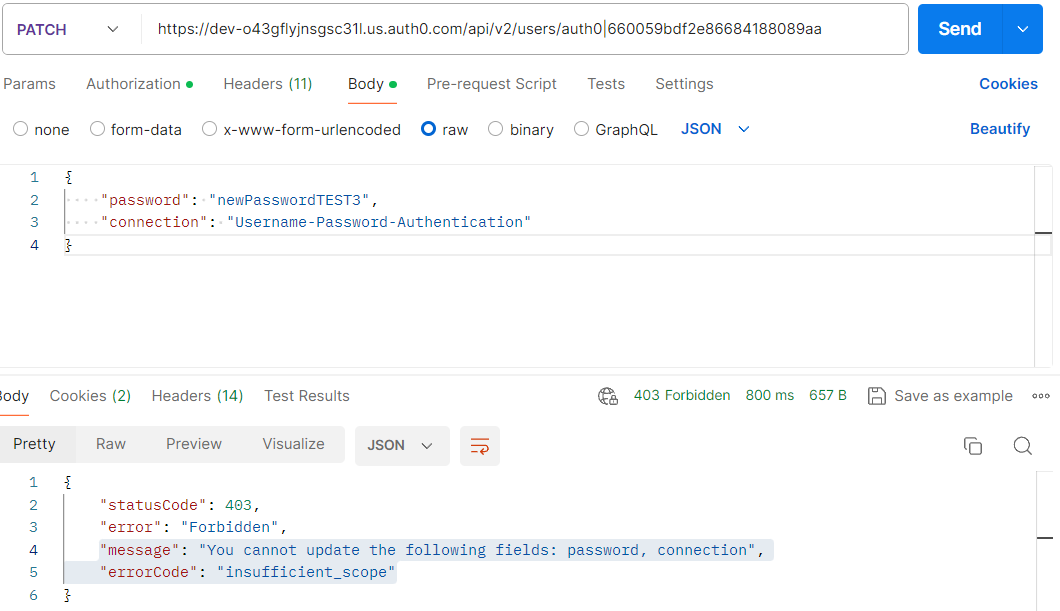 PATCH https://dev-o43gflyjnsgsc31l.us.auth0.com/api/v2/users/auth0|660059bdf2e86684188089aa Send
Params Authorization Headers (11) Body Pre-request Script Tests Settings Cookies
none form-data x-www-form-urlencoded raw binary GraphQL JSON Beautify
1 {
2 "password": "newPasswordTEST3",
3 "connection": "Username-Password-Authentication"
4 }
Body Cookies (2) Headers (14) Test Results 403 Forbidden 800 ms 657 B Save as example
Pretty Raw Preview Visualize JSON
1 {
2 "statusCode": 403,
3 "error": "Forbidden",
4 "message": "You cannot update the following fields: password, connection",
5 "errorCode": "insufficient_scope"
6 }